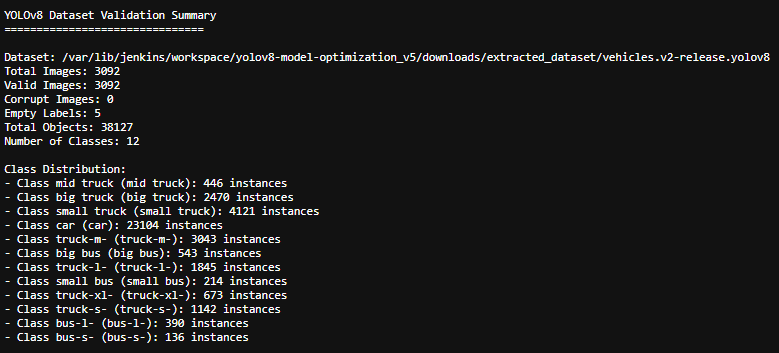 YOLOv8 Dataset Validation Summary
===============================
Dataset: /var/lib/jenkins/workspace/yolov8-model-optimization_v5/downloads/extracted_dataset/vehicles.v2-release.yolov8
Total Images: 3092
Valid Images: 3092
Corrupt Images: 0
Empty Labels: 5
Total Objects: 38127
Number of Classes: 12
Class Distribution:
- Class mid truck (mid truck): 446 instances
- Class big truck (big truck): 2470 instances
- Class small truck (small truck): 4121 instances
- Class car (car): 23104 instances
- Class truck-m- (truck-m-): 3043 instances
- Class big bus (big bus): 543 instances
- Class truck-l- (truck-l-): 1845 instances
- Class small bus (small bus): 214 instances
- Class truck-xl- (truck-xl-): 673 instances
- Class truck-s- (truck-s-): 1142 instances
- Class bus-l- (bus-l-): 390 instances
- Class bus-s- (bus-s-): 136 instances